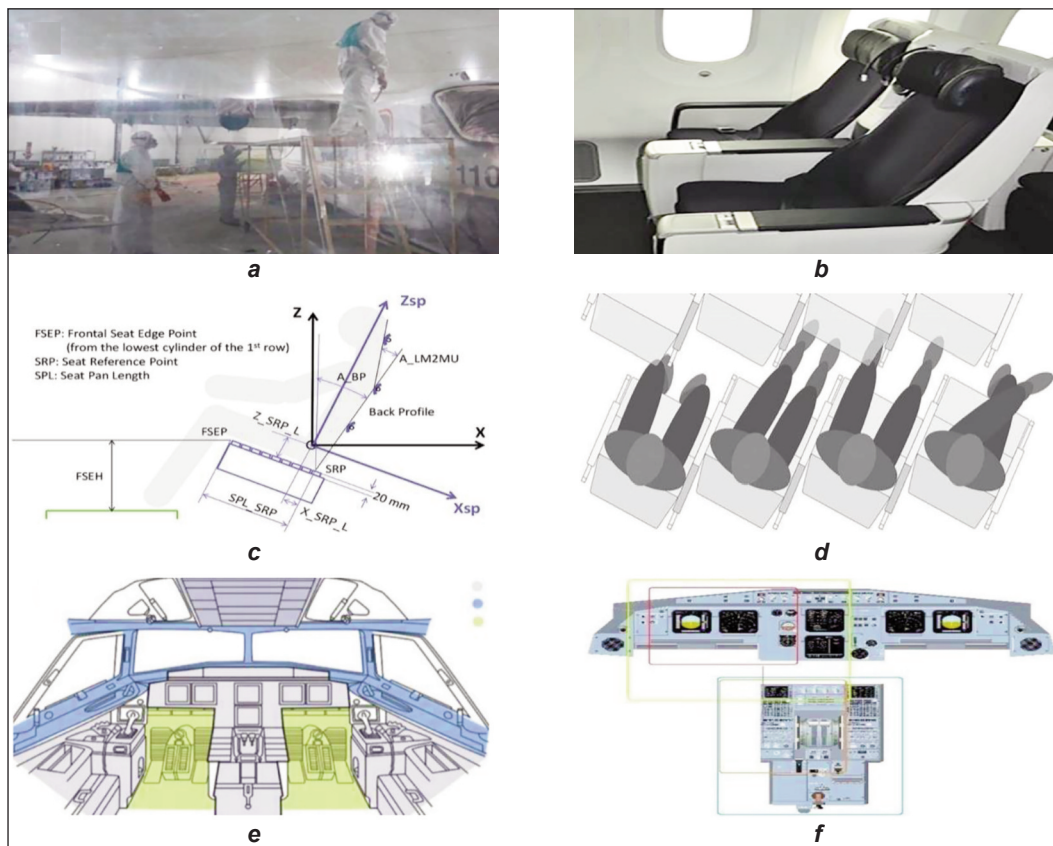 110
a
b
FSEP: Frontal Seat Edge Point
(from the lowest cylinder of the 1st row)
SRP: Seat Reference Point
SPL: Seat Pan Length
Z
Zsp
A_LM2MU
A_BP
Back Profile
Z_SRP_L
X
FSEP
SRP
FSEH
20 mm
SPL_SRP
X_SRP_L
Xsp
c
d
e
f